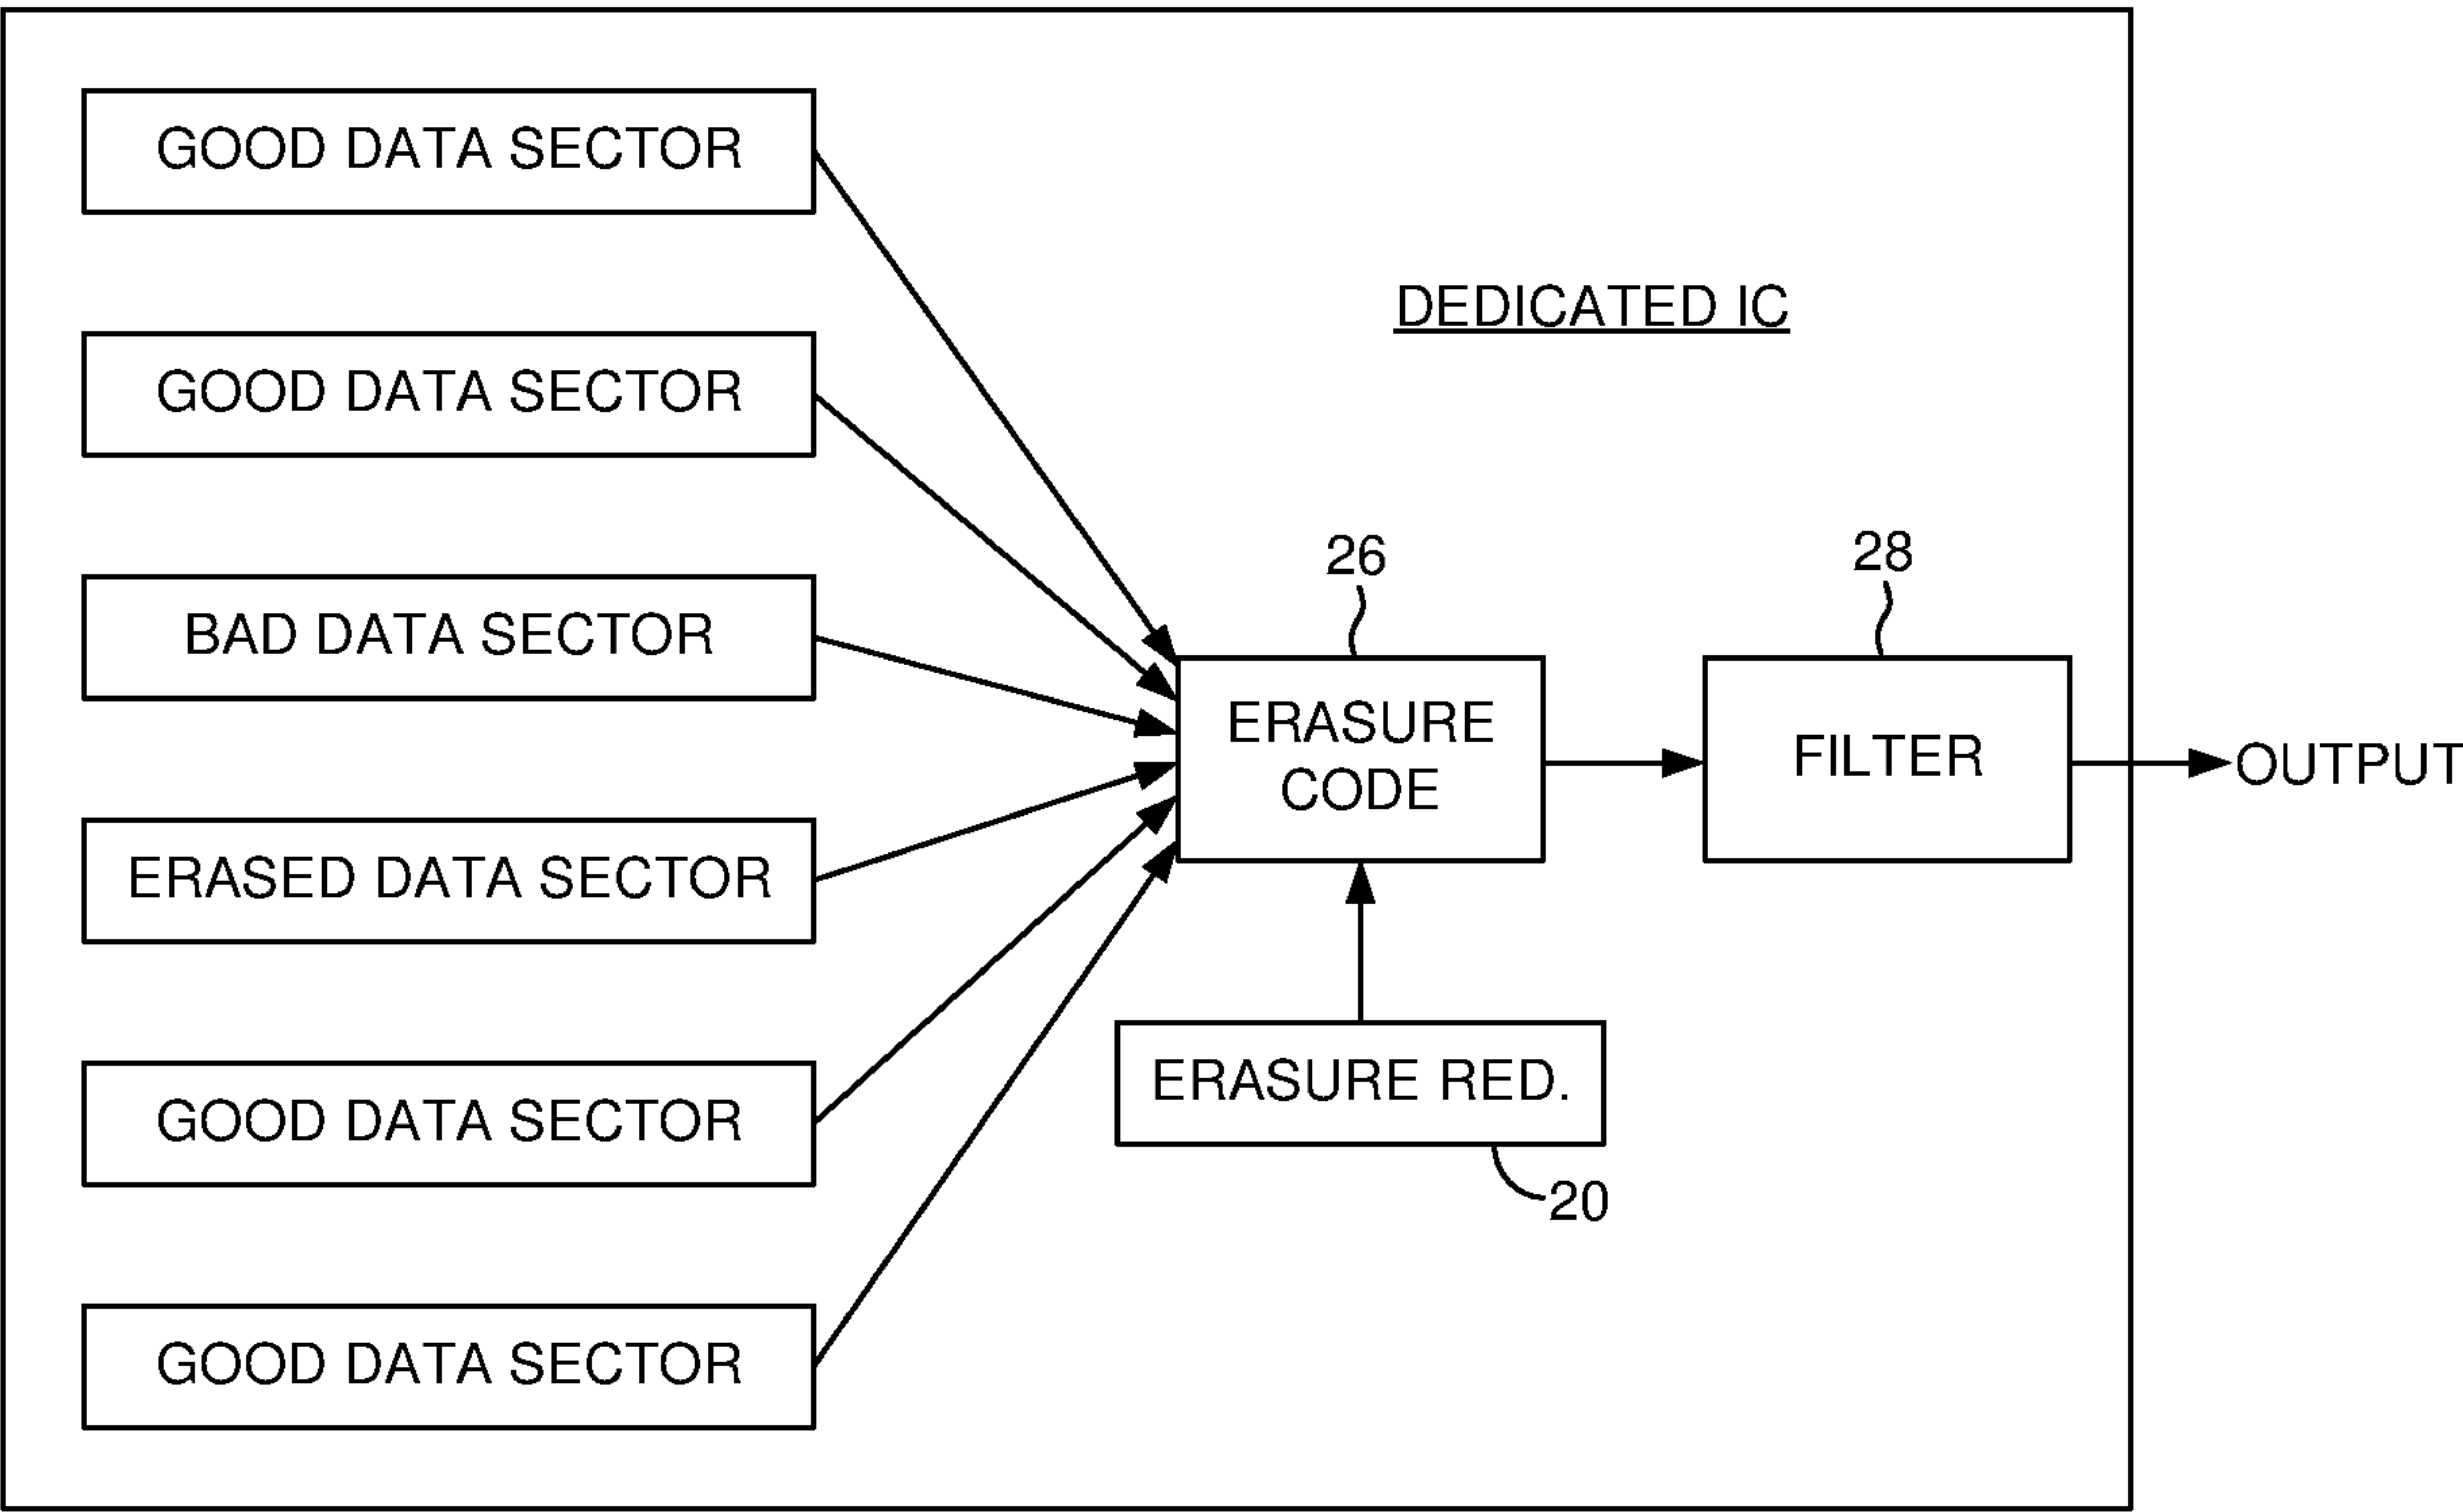 GOOD DATA SECTOR
DEDICATED IC
GOOD DATA SECTOR
26
28
BAD DATA SECTOR
ERASURE
CODE
FILTER
OUTPUT
ERASED DATA SECTOR
ERASURE RED.
GOOD DATA SECTOR
20
GOOD DATA SECTOR